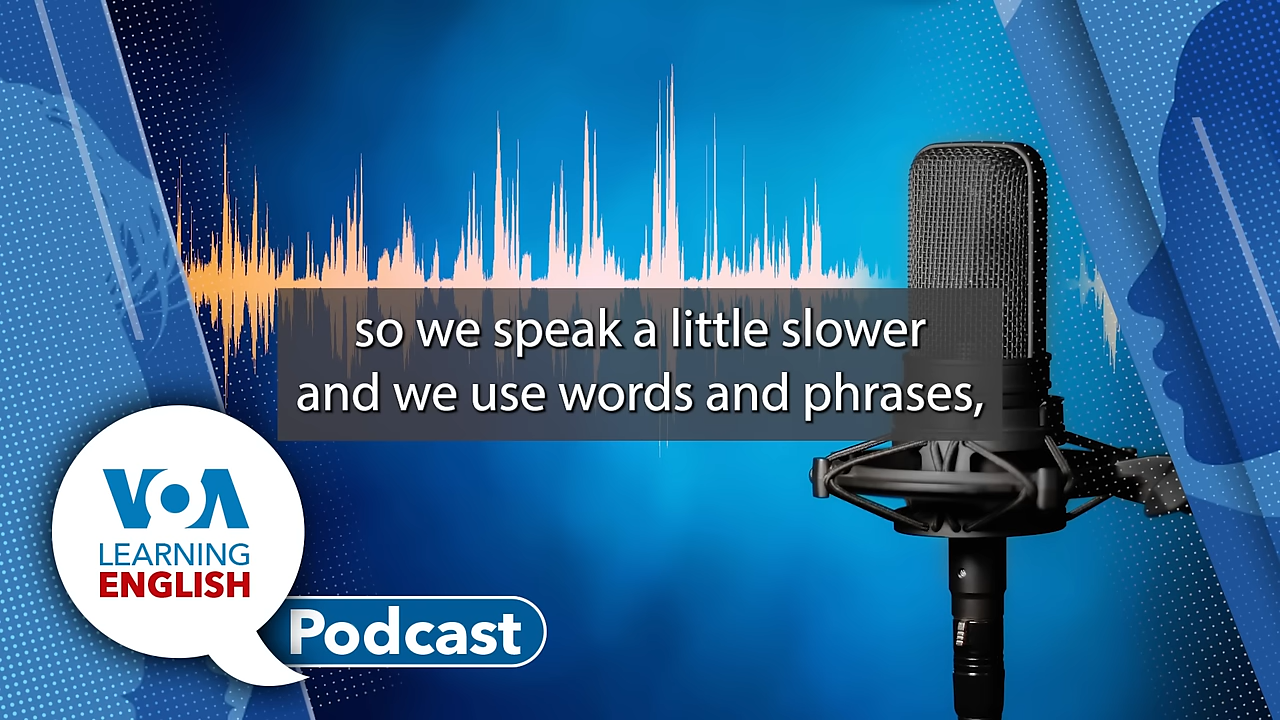 so we speak a little slower
and we use words and phrases,
VOA
LEARNING
ENGLISH
Podcast